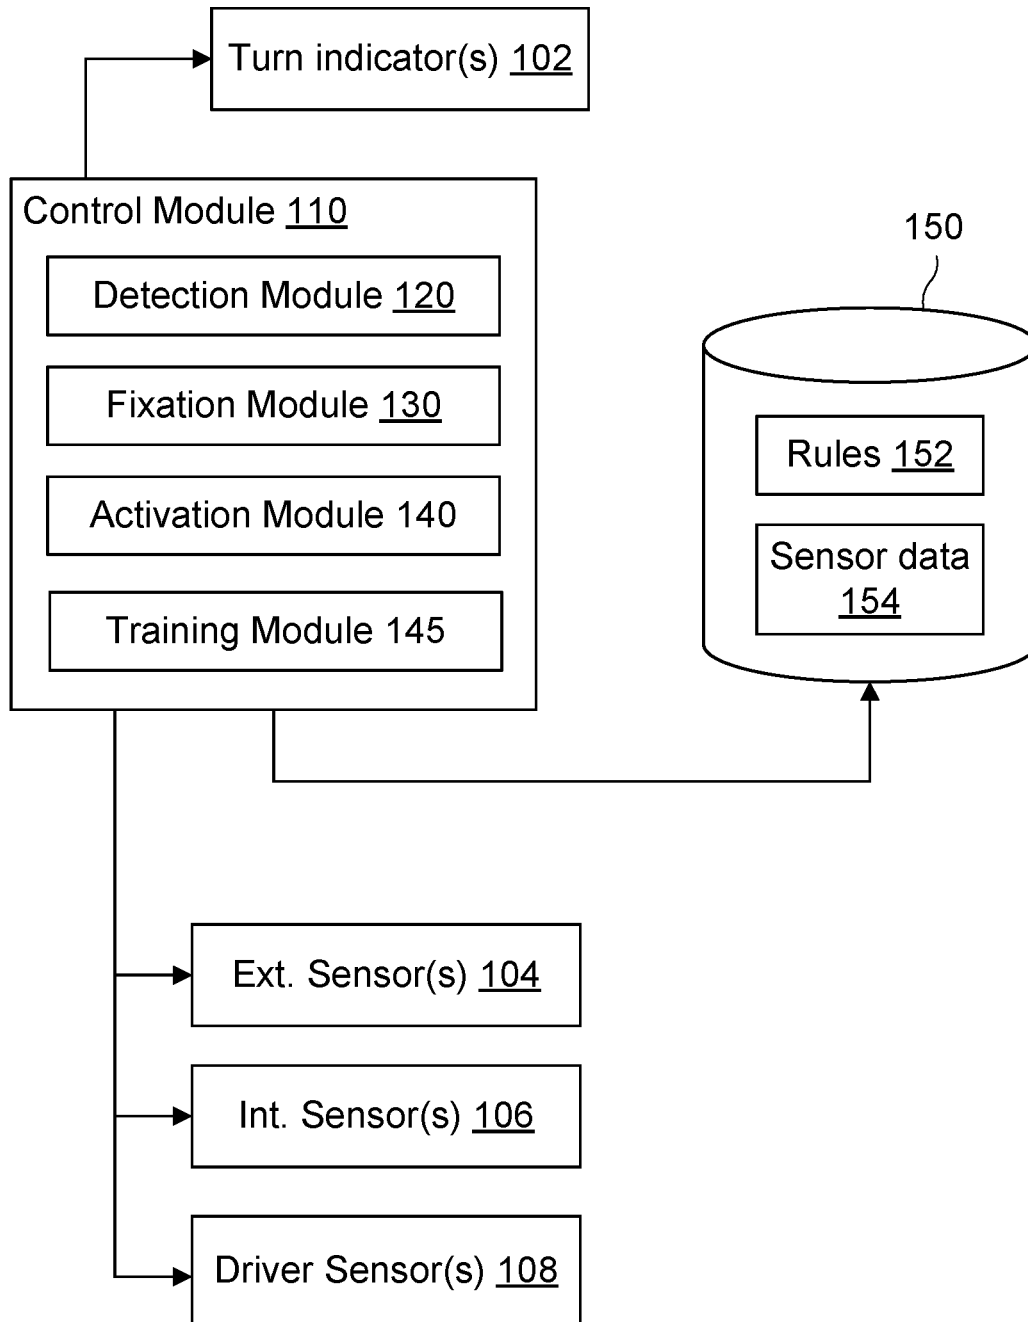 Turn indicator(s) 102
Control Module 110
Detection Module 120
Fixation Module 130
Activation Module 140
Training Module 145
150
Rules 152
Sensor data
154
Ext. Sensor(s) 104
Int. Sensor(s) 106
Driver Sensor(s) 108